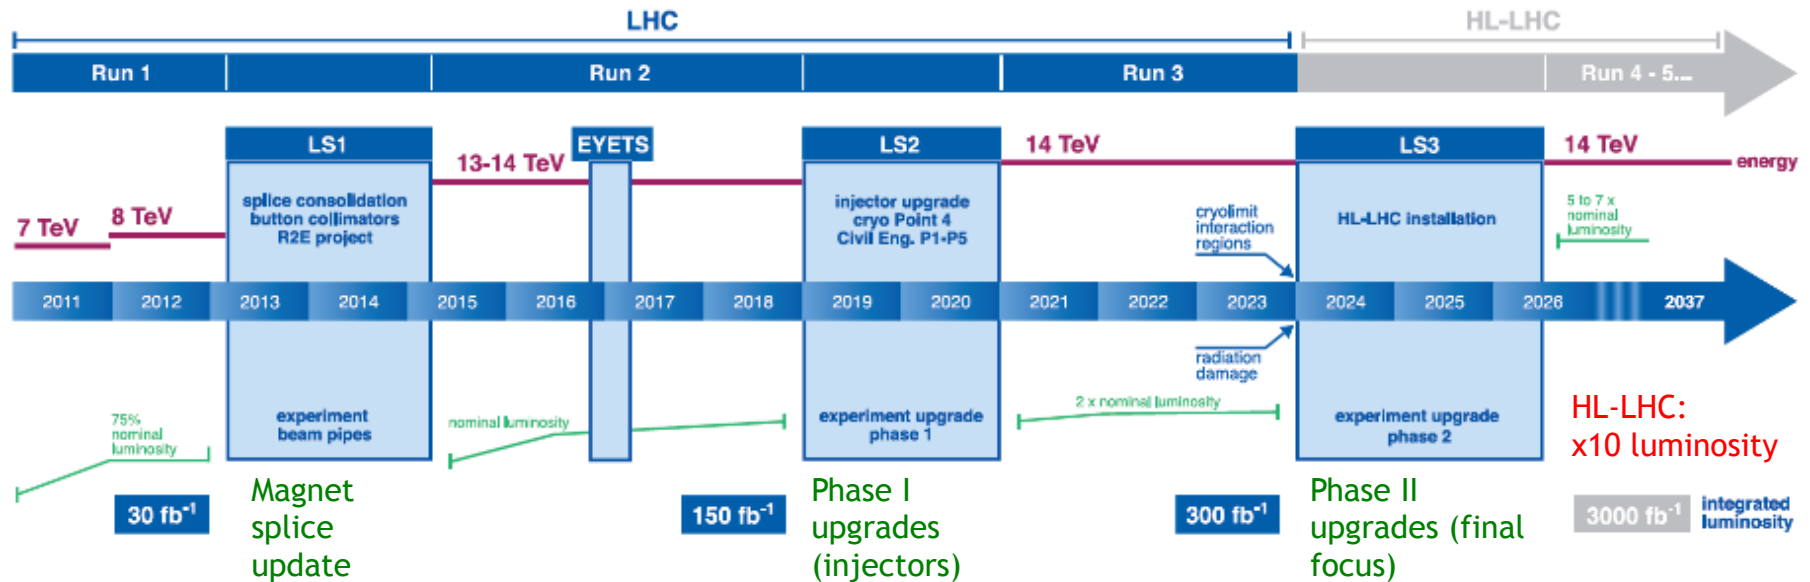 LHC
HL-LHC
Run 1
Run 2
Run 3
Run 4 - 5...
LS1
EYETS
LS2
LS3
7 TeV
8 TeV
13-14 TeV
14 TeV
14 TeV
energy
splice consolidation
button collimators
R2E project
injector upgrade
cryo Point 4
Civil Eng. P1-P5
cryolimit
interaction
regions
HL-LHC installation
5 to 7 x
nominal
luminosity
2011
2012
2013
2014
2015
2016
2017
2018
2019
2020
2021
2022
2023
2024
2025
2026
2037
radiation
damage
75%
nominal
luminosity
experiment
beam pipes
nominal luminosity
experiment upgrade
phase 1
2 x nominal luminosity
experiment upgrade
phase 2
HL-LHC:
x10 luminosity
30 fb⁻¹
Magnet
splice
update
150 fb⁻¹
Phase I
upgrades
(injectors)
300 fb⁻¹
Phase II
upgrades (final
focus)
3000 fb⁻¹
integrated
luminosity